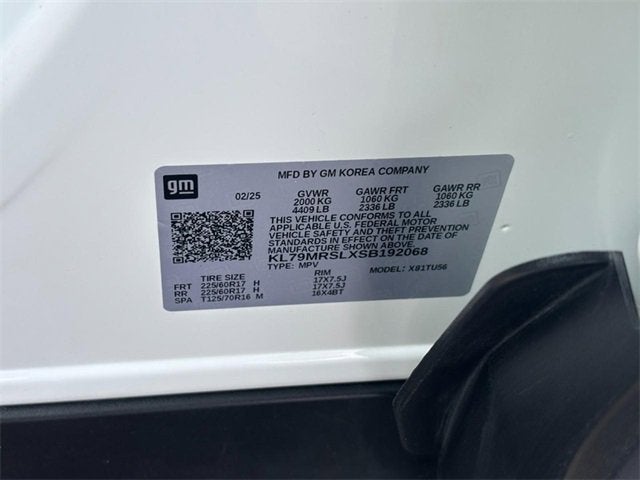 MFD BY GM KOREA COMPANY
gm
02/25 GVWR GAWR FRT GAWR RR
2000 KG 1060 KG 1060 KG
4409 LB 2336 LB 2336 LB
THIS VEHICLE CONFORMS TO ALL
APPLICABLE U.S. FEDERAL MOTOR
VEHICLE SAFETY AND THEFT PREVENTION
STANDARDS IN EFFECT ON THE DATE OF
MANUFACTURE SHOWN ABOVE.
KL79MRSLXSB192068
TYPE: MPV MODEL: X81TU56
TIRE SIZE RIM
FRT 225/60R17 H 17X7.5J
RR 225/60R17 H 17X7.5J
SPA T125/70R16 M 16X4BT